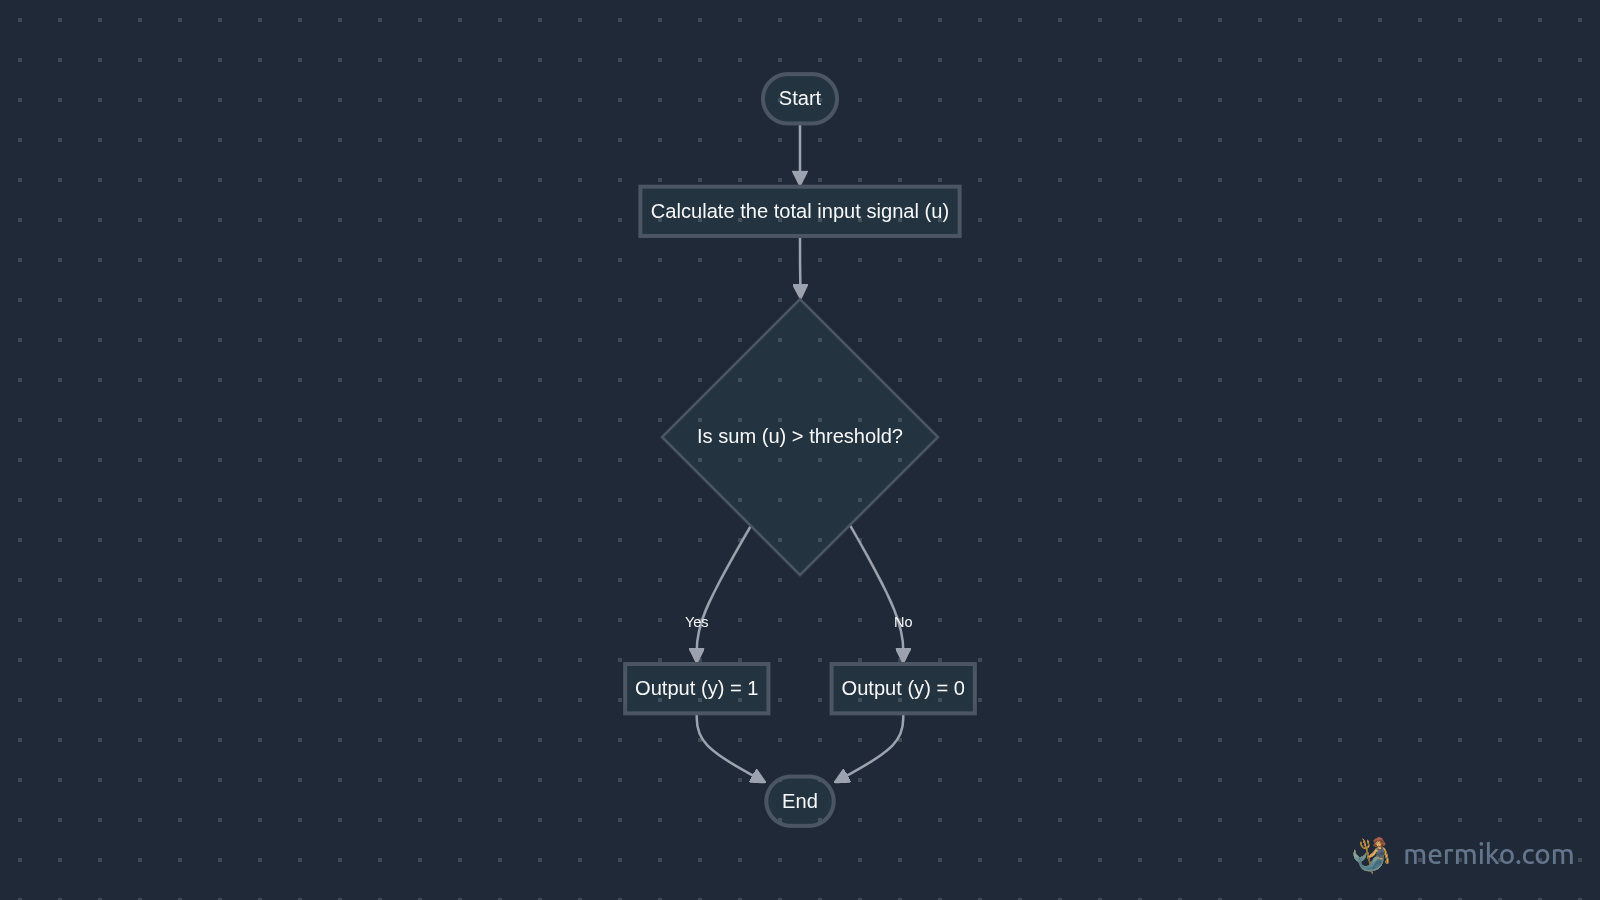 Start
Calculate the total input signal (u)
Is sum (u) > threshold?
Yes
No
Output (y) = 1
Output (y) = 0
End
mermiko.com